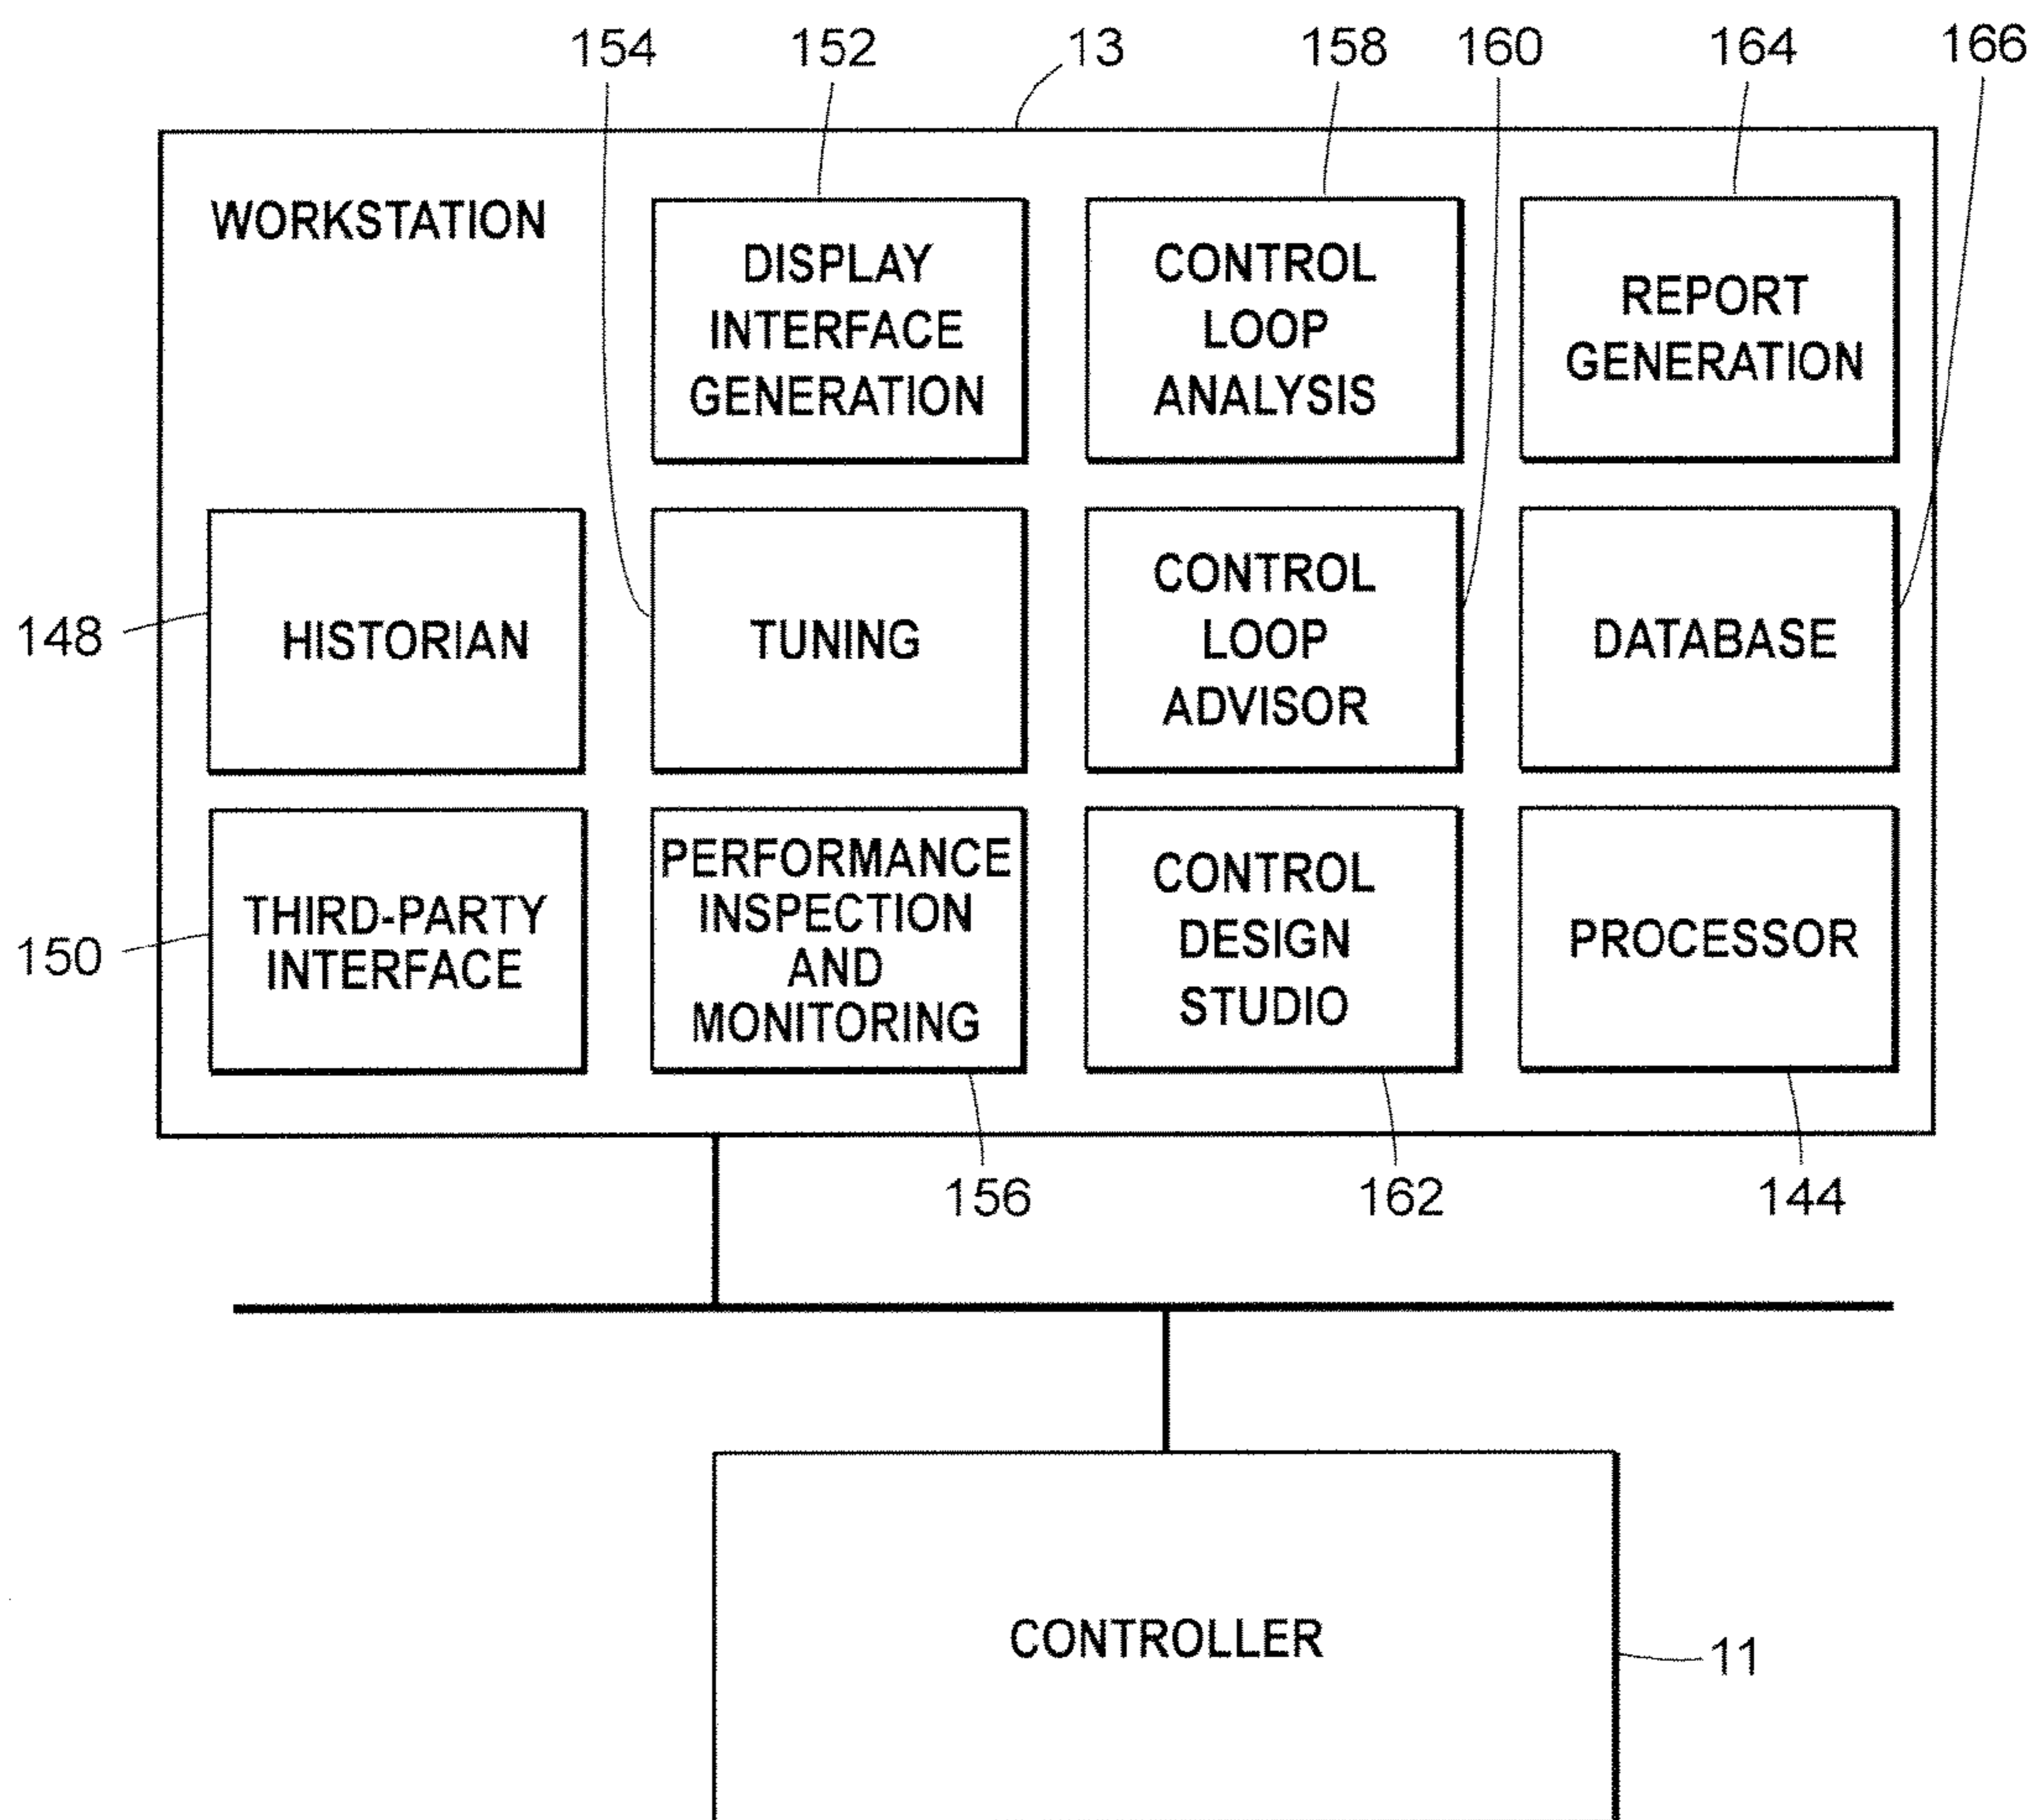 154
152
13
158
160
164
166
WORKSTATION
DISPLAY
INTERFACE
GENERATION
CONTROL
LOOP
ANALYSIS
REPORT
GENERATION
148
HISTORIAN
TUNING
CONTROL
LOOP
ADVISOR
DATABASE
150
THIRD-PARTY
INTERFACE
PERFORMANCE
INSPECTION
AND
MONITORING
CONTROL
DESIGN
STUDIO
PROCESSOR
156
162
144
CONTROLLER
11